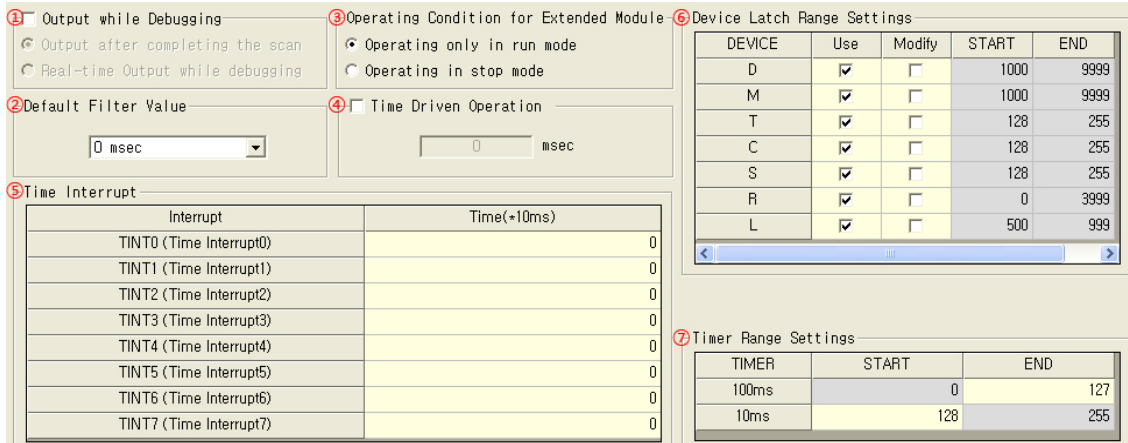 ① Output while Debugging
Output after completing the scan
Real-time Output while debugging
② Default Filter Value
0 msec
③ Operating Condition for Extended Module
Operating only in run mode
Operating in stop mode
④ Time Driven Operation
0 msec
⑤ Time Interrupt
Interrupt Time(*10ms)
TINT0 (Time Interrupt0) 0
TINT1 (Time Interrupt1) 0
TINT2 (Time Interrupt2) 0
TINT3 (Time Interrupt3) 0
TINT4 (Time Interrupt4) 0
TINT5 (Time Interrupt5) 0
TINT6 (Time Interrupt6) 0
TINT7 (Time Interrupt7) 0
⑥ Device Latch Range Settings
DEVICE Use Modify START END
D 1000 9999
M 1000 9999
T 128 255
C 128 255
S 128 255
R 0 3999
L 500 999
⑦ Timer Range Settings
TIMER START END
100ms 0 127
10ms 128 255